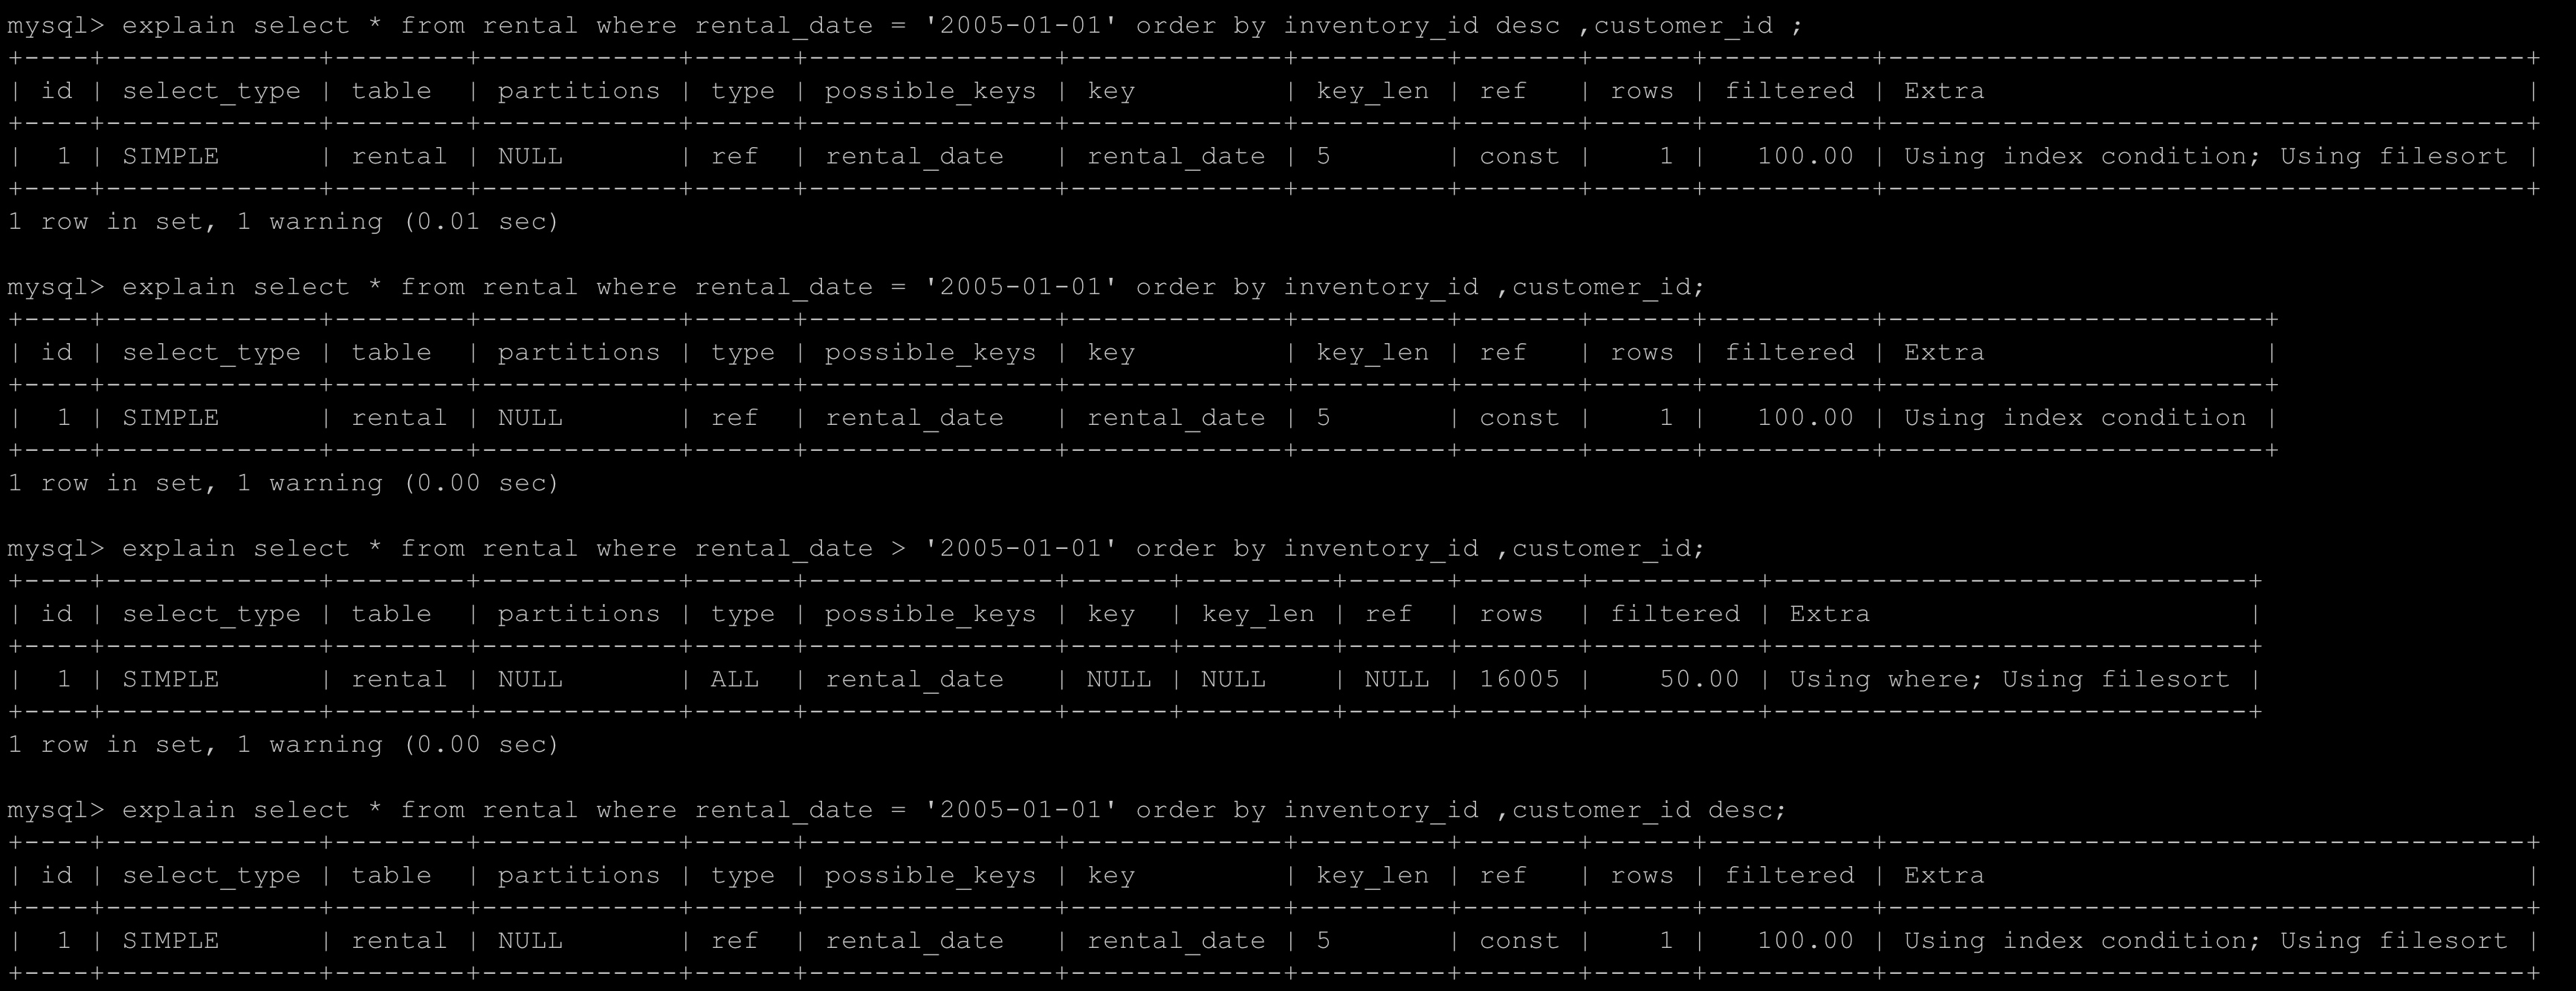 mysql> explain select * from rental where rental_date = '2005-01-01' order by inventory_id desc ,customer_id ;
+----+-------------+--------+------------+------+---------------+-------------+---------+-------+------+----------+---------------------------------------+
| id | select_type | table  | partitions | type | possible_keys | key         | key_len | ref   | rows | filtered | Extra                                 |
+----+-------------+--------+------------+------+---------------+-------------+---------+-------+------+----------+---------------------------------------+
|  1 | SIMPLE      | rental | NULL       | ref  | rental_date   | rental_date | 5       | const |    1 |   100.00 | Using index condition; Using filesort |
+----+-------------+--------+------------+------+---------------+-------------+---------+-------+------+----------+---------------------------------------+
1 row in set, 1 warning (0.01 sec)

mysql> explain select * from rental where rental_date = '2005-01-01' order by inventory_id ,customer_id;
+----+-------------+--------+------------+------+---------------+-------------+---------+-------+------+----------+-----------------------+
| id | select_type | table  | partitions | type | possible_keys | key         | key_len | ref   | rows | filtered | Extra                 |
+----+-------------+--------+------------+------+---------------+-------------+---------+-------+------+----------+-----------------------+
|  1 | SIMPLE      | rental | NULL       | ref  | rental_date   | rental_date | 5       | const |    1 |   100.00 | Using index condition |
+----+-------------+--------+------------+------+---------------+-------------+---------+-------+------+----------+-----------------------+
1 row in set, 1 warning (0.00 sec)

mysql> explain select * from rental where rental_date > '2005-01-01' order by inventory_id ,customer_id;
+----+-------------+--------+------------+------+---------------+------+---------+------+-------+----------+-----------------------------+
| id | select_type | table  | partitions | type | possible_keys | key  | key_len | ref  | rows  | filtered | Extra                       |
+----+-------------+--------+------------+------+---------------+------+---------+------+-------+----------+-----------------------------+
|  1 | SIMPLE      | rental | NULL       | ALL  | rental_date   | NULL | NULL    | NULL | 16005 |    50.00 | Using where; Using filesort |
+----+-------------+--------+------------+------+---------------+------+---------+------+-------+----------+-----------------------------+
1 row in set, 1 warning (0.00 sec)

mysql> explain select * from rental where rental_date = '2005-01-01' order by inventory_id ,customer_id desc;
+----+-------------+--------+------------+------+---------------+-------------+---------+-------+------+----------+---------------------------------------+
| id | select_type | table  | partitions | type | possible_keys | key         | key_len | ref   | rows | filtered | Extra                                 |
+----+-------------+--------+------------+------+---------------+-------------+---------+-------+------+----------+---------------------------------------+
|  1 | SIMPLE      | rental | NULL       | ref  | rental_date   | rental_date | 5       | const |    1 |   100.00 | Using index condition; Using filesort |
+----+-------------+--------+------------+------+---------------+-------------+---------+-------+------+----------+---------------------------------------+